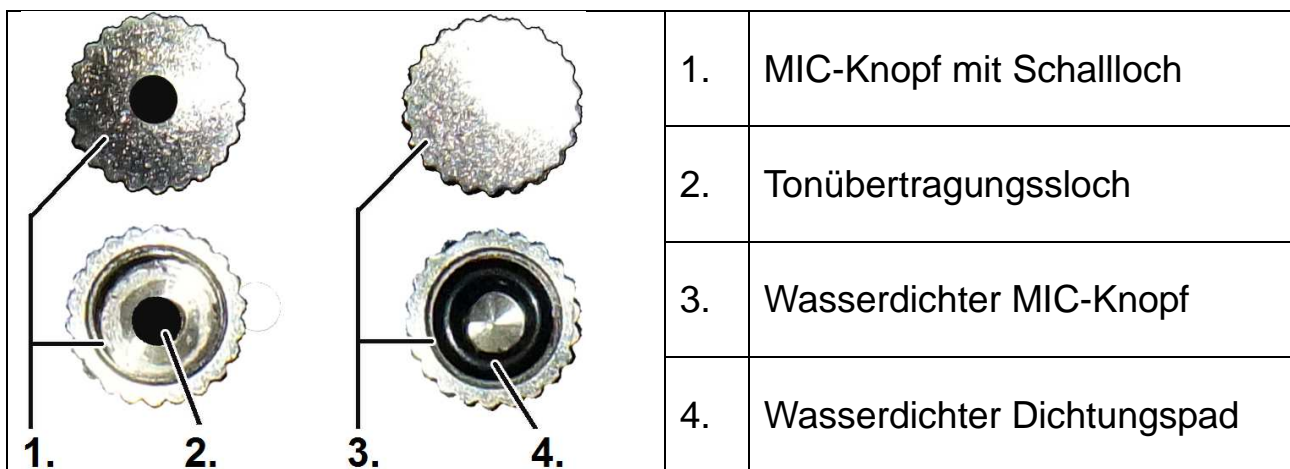 1. MIC-Knopf mit Schallloch
2. Tonübertragungssloch
3. Wasserdichter MIC-Knopf
4. Wasserdichter Dichtungspad
1. 2. 3. 4.